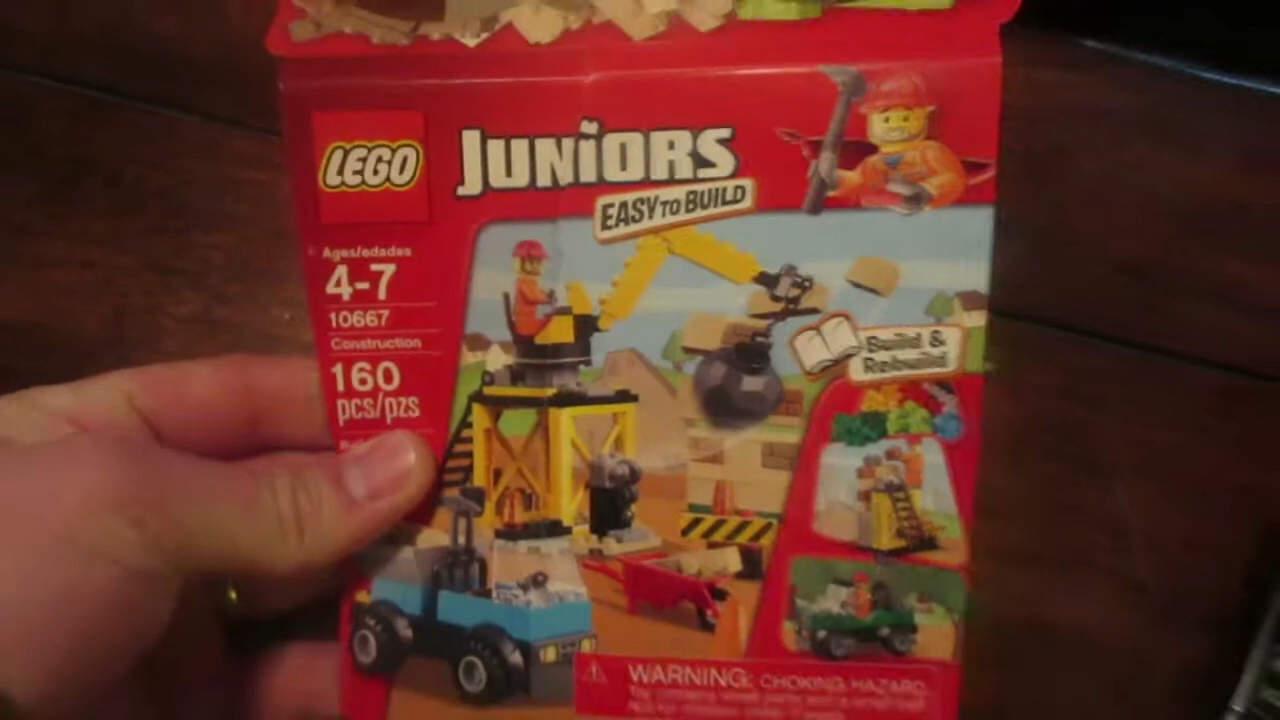 LEGO
JUNiORS
EASY TO BUILD
Ages/edades
4-7
10667
Construction
160
pcs/pzs
Build &
Rebuild
WARNING: CHOKING HAZARD.